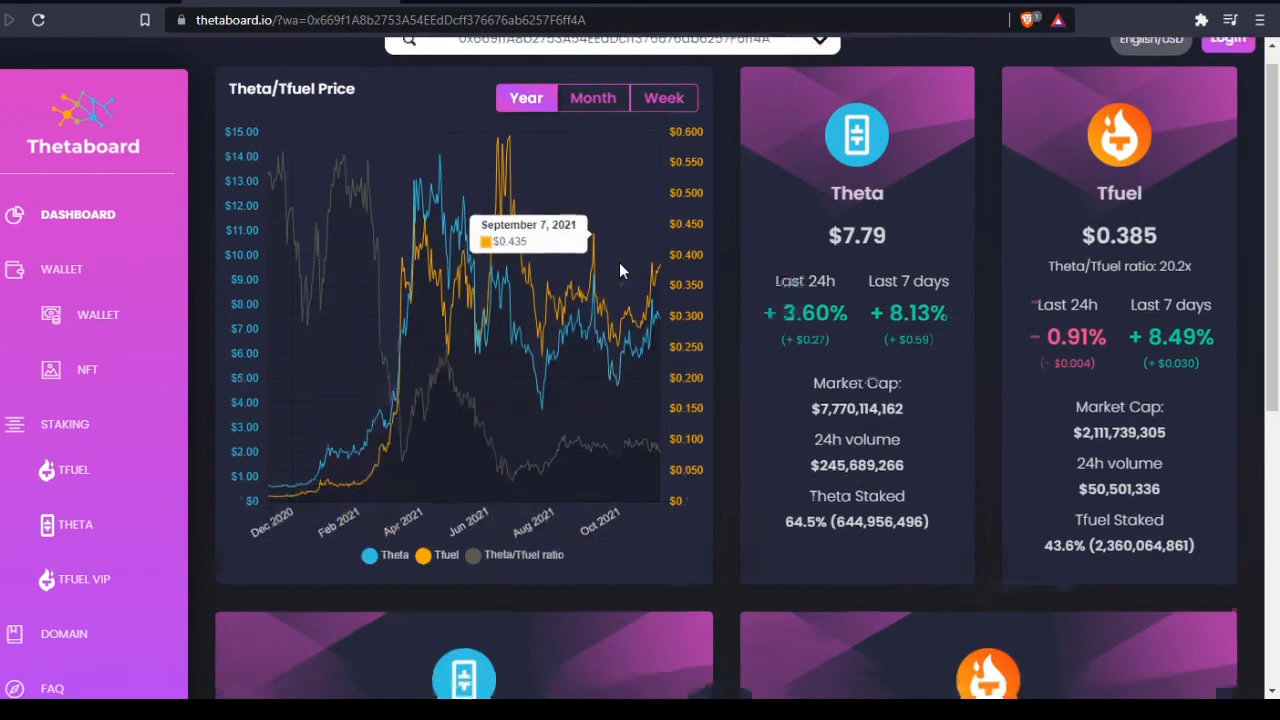 thetaboard.io/?wa=0x669f1A8b2753A54EEdDcff376676ab6257F6ff4A
1
0x669f1A8b2753A54EEdDcff376676ab6257F6ff4A
English/USD
Login
Thetaboard
DASHBOARD
WALLET
WALLET
NFT
STAKING
TFUEL
THETA
TFUEL VIP
DOMAIN
FAQ
Theta/Tfuel Price
Year Month Week
$15.00 $0.600
$14.00 $0.550
$13.00 $0.500
$12.00 $0.450
$11.00 $0.400
$10.00 $0.350
$9.00 $0.300
$8.00 $0.250
$7.00 $0.200
$6.00 $0.150
$5.00 $0.100
$4.00 $0.050
$3.00 $0
$2.00
$1.00
$0
September 7, 2021
$0.435
Dec 2020 Feb 2021 Apr 2021 Jun 2021 Aug 2021 Oct 2021
Theta Tfuel Theta/Tfuel ratio
Theta
$7.79
Last 24h Last 7 days
+ 3.60% + 8.13%
(+ $0.27) (+ $0.59)
Market Cap:
$7,770,114,162
24h volume
$245,689,266
Theta Staked
64.5% (644,956,496)
Tfuel
$0.385
Theta/Tfuel ratio: 20.2x
Last 24h Last 7 days
- 0.91% + 8.49%
(- $0.004) (+ $0.030)
Market Cap:
$2,111,739,305
24h volume
$50,501,336
Tfuel Staked
43.6% (2,360,064,861)